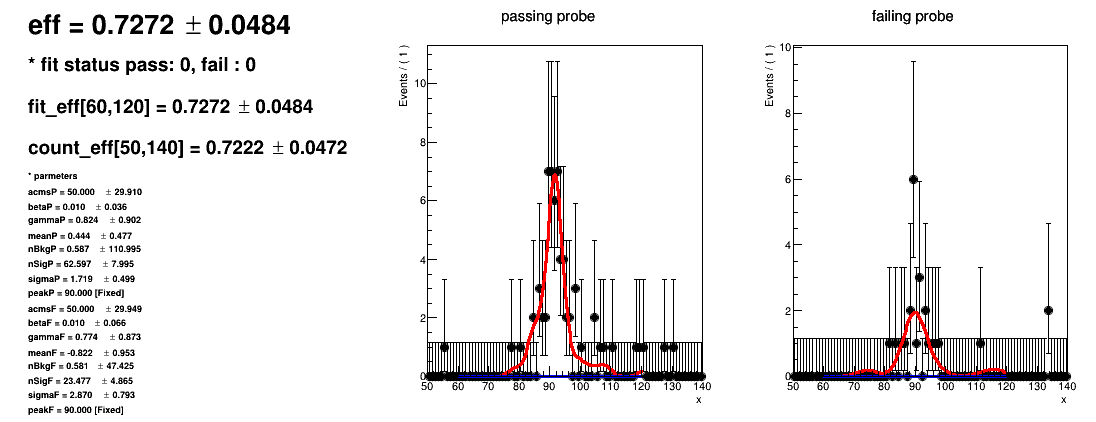 eff = 0.7272 ± 0.0484
* fit status pass: 0, fail : 0
fit_eff[60,120] = 0.7272 ± 0.0484
count_eff[50,140] = 0.7222 ± 0.0472
* parmeters
acmsP = 50.000 ± 29.910
betaP = 0.010 ± 0.036
gammaP = 0.824 ± 0.902
meanP = 0.444 ± 0.477
nBkgP = 0.587 ± 110.995
nSigP = 62.597 ± 7.995
sigmaP = 1.719 ± 0.499
peakP = 90.000 [Fixed]
acmsF = 50.000 ± 29.949
betaF = 0.010 ± 0.066
gammaF = 0.774 ± 0.873
meanF = -0.822 ± 0.953
nBkgF = 0.581 ± 47.425
nSigF = 23.477 ± 4.865
sigmaF = 2.870 ± 0.793
peakF = 90.000 [Fixed]
passing probe
Events / ( 1 )
10
8
6
4
2
0
50 60 70 80 90 100 110 120 130 140
x
failing probe
Events / ( 1 )
10
8
6
4
2
0
50 60 70 80 90 100 110 120 130 140
x